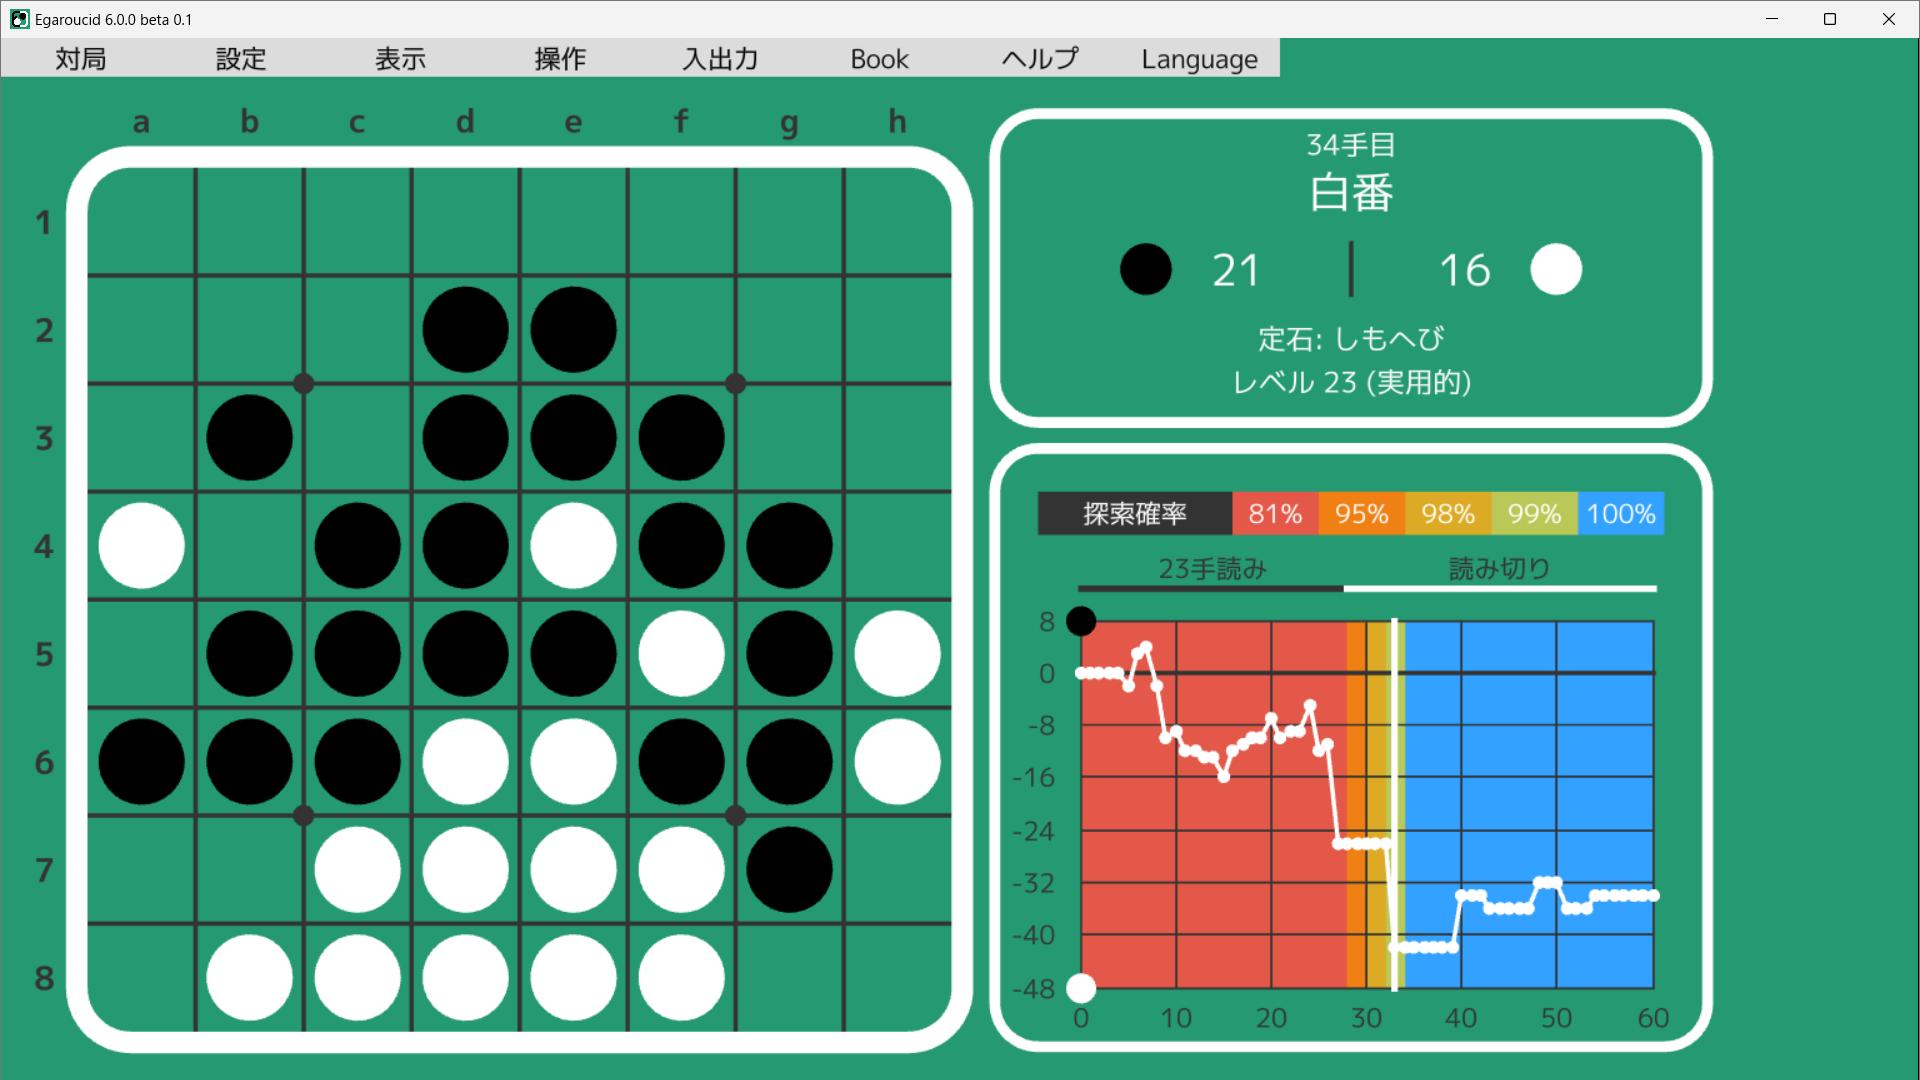 Egaroucid 6.0.0 beta 0.1
対局 設定 表示 操作 入出力 Book ヘルプ Language
a b c d e f g h
1
2
3
4
5
6
7
8
34手目
白番
21 16
定石: しもへび
レベル 23 (実用的)
探索確率 81% 95% 98% 99% 100%
23手読み 読み切り
8
0
-8
-16
-24
-32
-40
-48
0 10 20 30 40 50 60